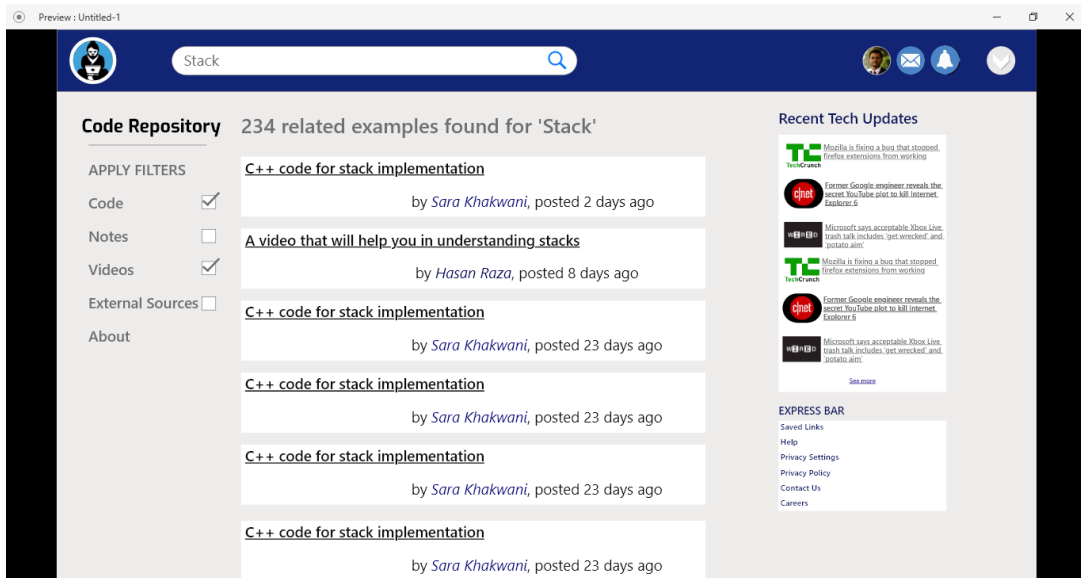 Preview : Untitled-1
Stack
Code Repository
APPLY FILTERS
Code
Notes
Videos
External Sources
About
234 related examples found for 'Stack'
C++ code for stack implementation
by Sara Khakwani, posted 2 days ago
A video that will help you in understanding stacks
by Hasan Raza, posted 8 days ago
C++ code for stack implementation
by Sara Khakwani, posted 23 days ago
C++ code for stack implementation
by Sara Khakwani, posted 23 days ago
C++ code for stack implementation
by Sara Khakwani, posted 23 days ago
C++ code for stack implementation
by Sara Khakwani, posted 23 days ago
Recent Tech Updates
TechCrunch
Mozilla is fixing a bug that stopped
firefox extensions from working
c|net
Former Google engineer reveals the
secret YouTube plot to kill Internet
Explorer 6
WIRED
Microsoft says acceptable Xbox Live
trash talk includes 'get wrecked' and
'potato aim'
TechCrunch
Mozilla is fixing a bug that stopped
firefox extensions from working
c|net
Former Google engineer reveals the
secret YouTube plot to kill Internet
Explorer 6
WIRED
Microsoft says acceptable Xbox Live
trash talk includes 'get wrecked' and
'potato aim'
See more
EXPRESS BAR
Saved Links
Help
Privacy Settings
Privacy Policy
Contact Us
Careers